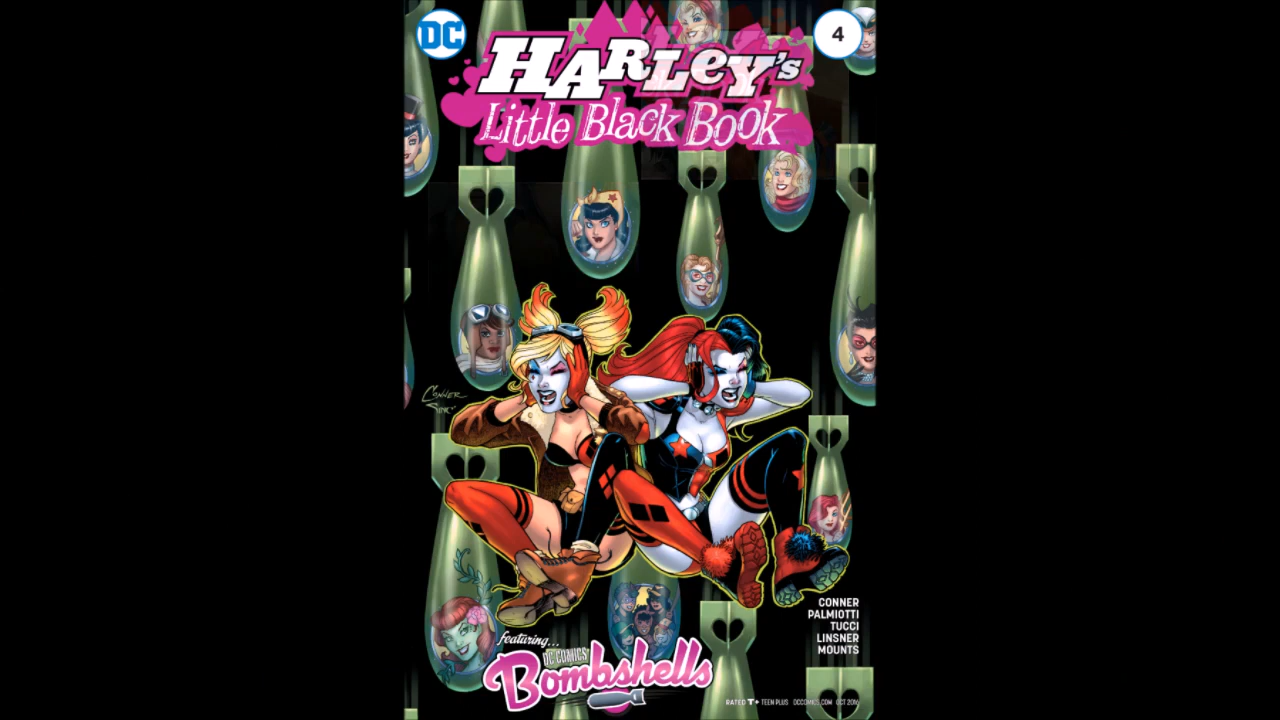 DC
HARLEY'S
4
Little Black Book
CONNER
CONNER
PALMIOTTI
TUCCI
LINSNER
MOUNTS
featuring...
DC COMICS
Bombshells
RATED T+ TEEN PLUS DCCOMICS.COM OCT 2016